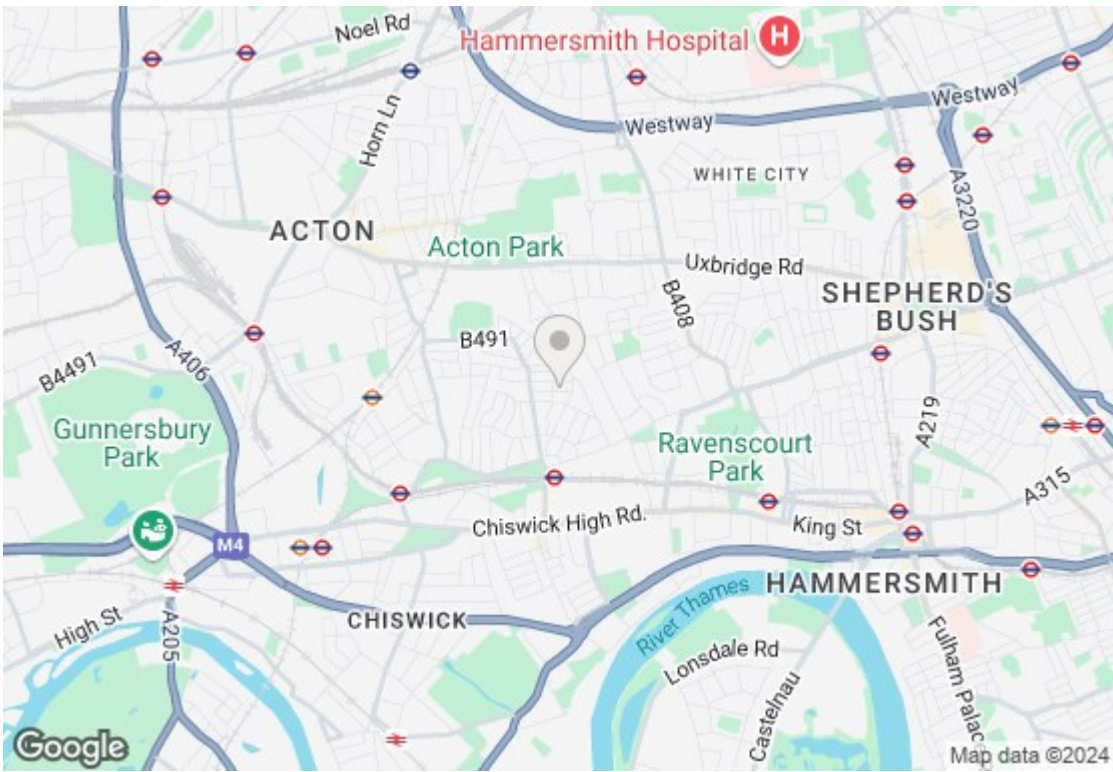 Noel Rd
Hammersmith Hospital
H
Westway
Westway
Horn Ln
WHITE CITY
A3220
ACTON
Acton Park
Uxbridge Rd
B408
SHEPHERD'S
BUSH
B491
B4491
A406
A219
Gunnersbury
Park
Ravenscourt
Park
A315
Chiswick High Rd.
King St
M4
HAMMERSMITH
River Thames
CHISWICK
High St
A205
Lonsdale Rd
Castelnau
Fulham Palac
Google
Map data ©2024